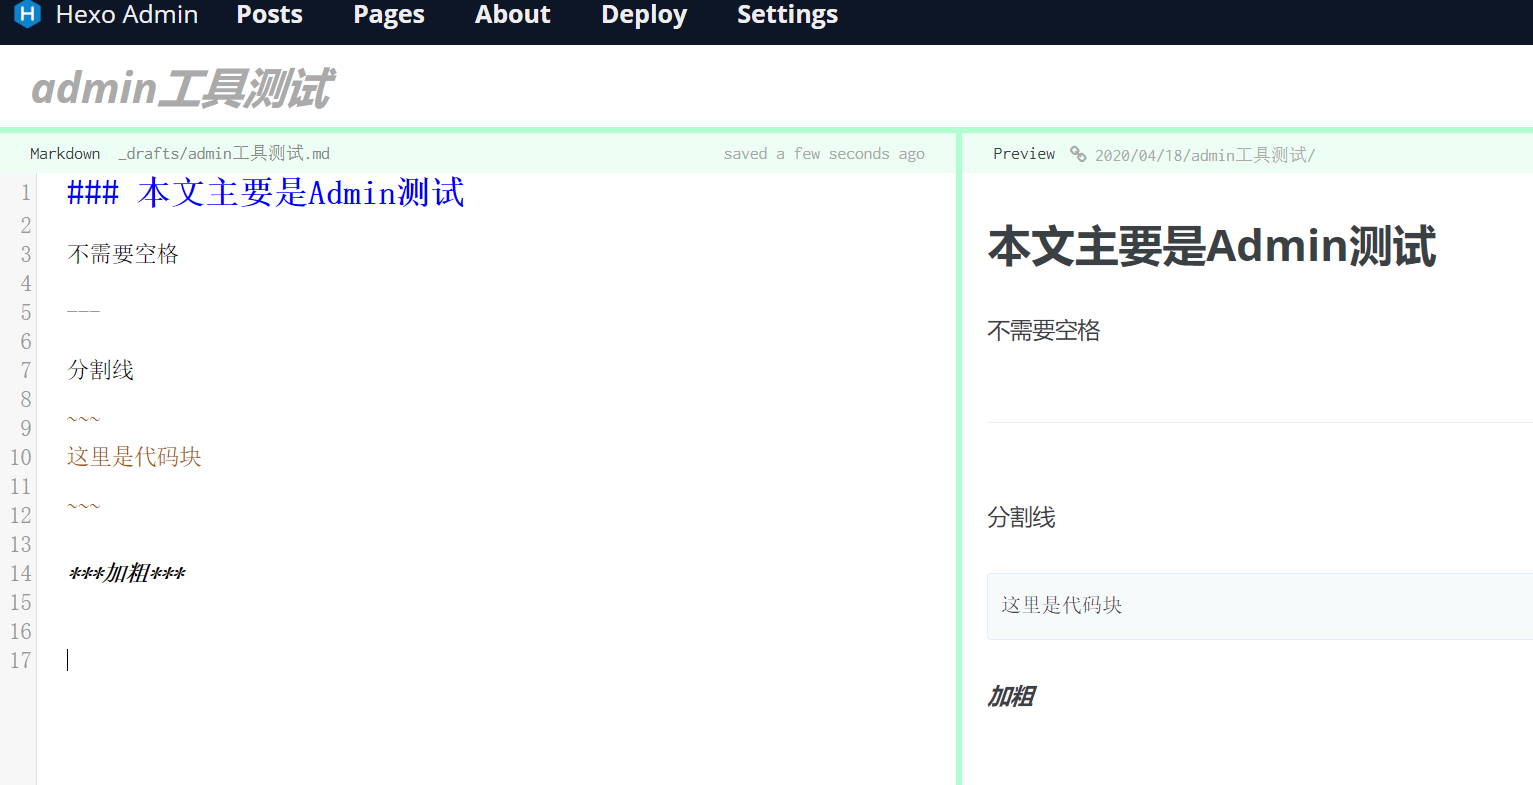 Hexo Admin Posts Pages About Deploy Settings
admin工具测试
Markdown _drafts/admin工具测试.md saved a few seconds ago
1 ### 本文主要是Admin测试
2
3 不需要空格
4
5 ---
6
7 分割线
8
9 ~~~
10 这里是代码块
11
12 ~~~
13
14 ***加粗***
15
16
17
Preview 2020/04/18/admin工具测试/
本文主要是Admin测试
不需要空格
分割线
这里是代码块
加粗